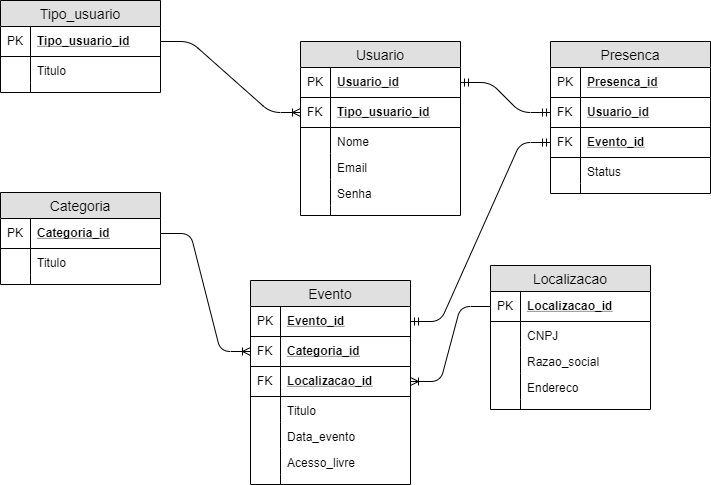 Tipo_usuario
PK Tipo_usuario_id
Titulo
Usuario
PK Usuario_id
FK Tipo_usuario_id
Nome
Email
Senha
Presenca
PK Presenca_id
FK Usuario_id
FK Evento_id
Status
Categoria
PK Categoria_id
Titulo
Evento
PK Evento_id
FK Categoria_id
FK Localizacao_id
Titulo
Data_evento
Acesso_livre
Localizacao
PK Localizacao_id
CNPJ
Razao_social
Endereco